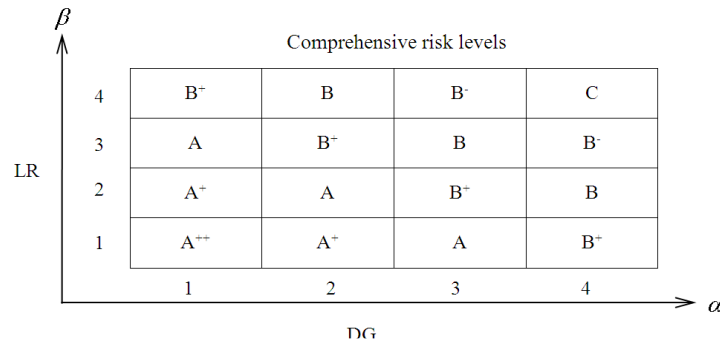 β
Comprehensive risk levels
4 B⁺ B B⁻ C
3 A B⁺ B B⁻
LR
2 A⁺ A B⁺ B
1 A⁺⁺ A⁺ A B⁺
1 2 3 4
α
DG